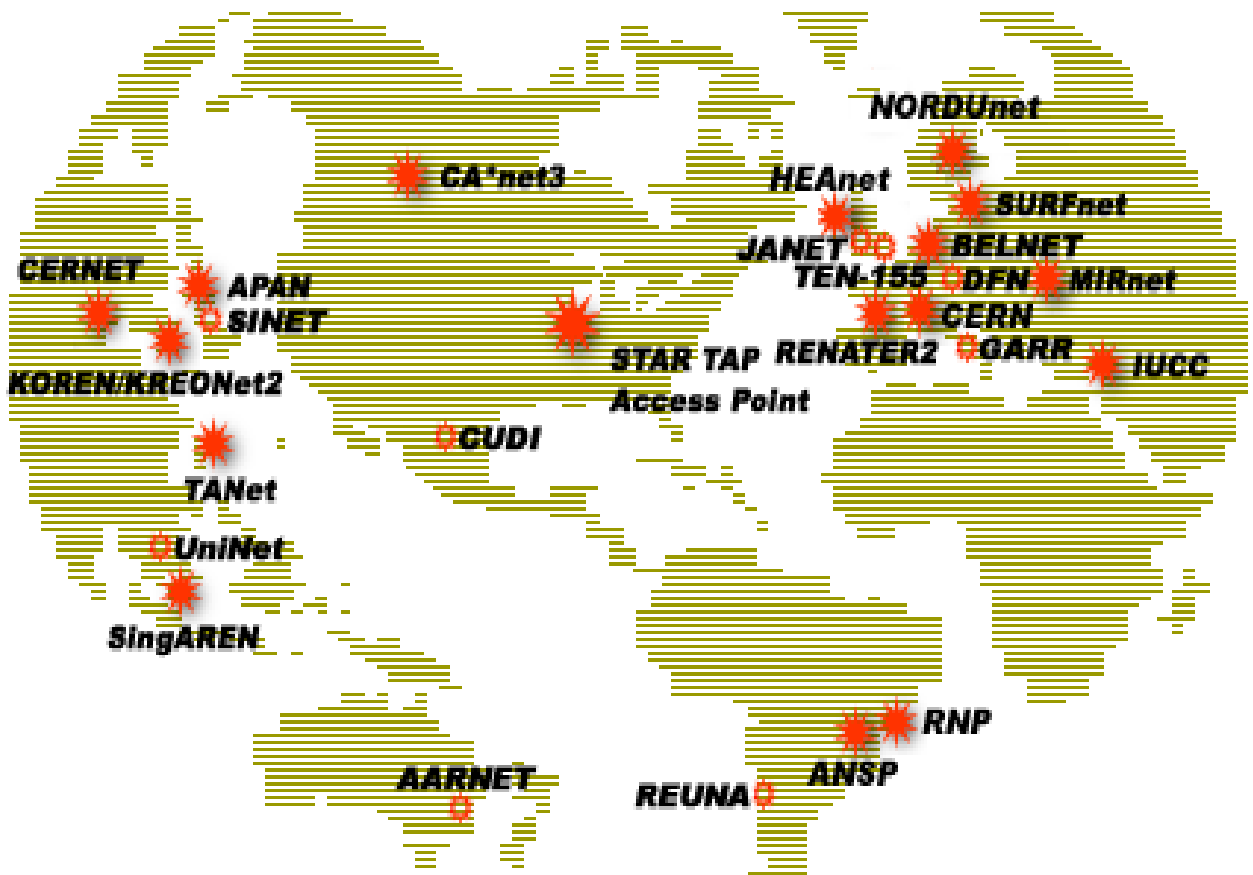 NORDUnet
CA*net3
HEAnet
SURFnet
JANET
BELNET
CERNET
APAN
TEN-155
DFN
MIRnet
SINET
CERN
STAR TAP
Access Point
RENATER2
GARR
IUCC
KOREN/KREONet2
CUDI
TANet
UniNet
SingAREN
RNP
ANSP
AARNET
REUNA